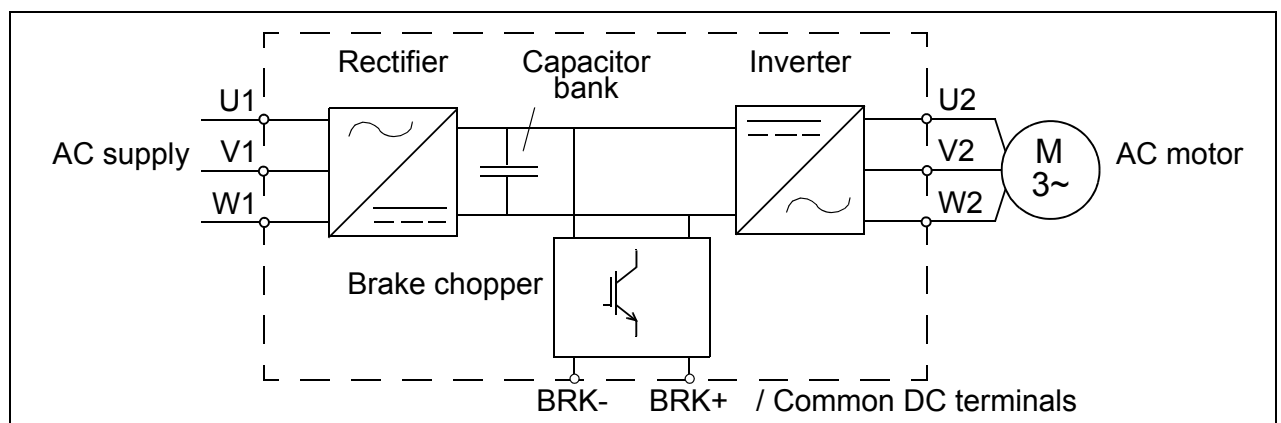 Rectifier
Capacitor
bank
Inverter
U1
V1
W1
AC supply
U2
V2
W2
M
3~
AC motor
Brake chopper
BRK-
BRK+
/ Common DC terminals